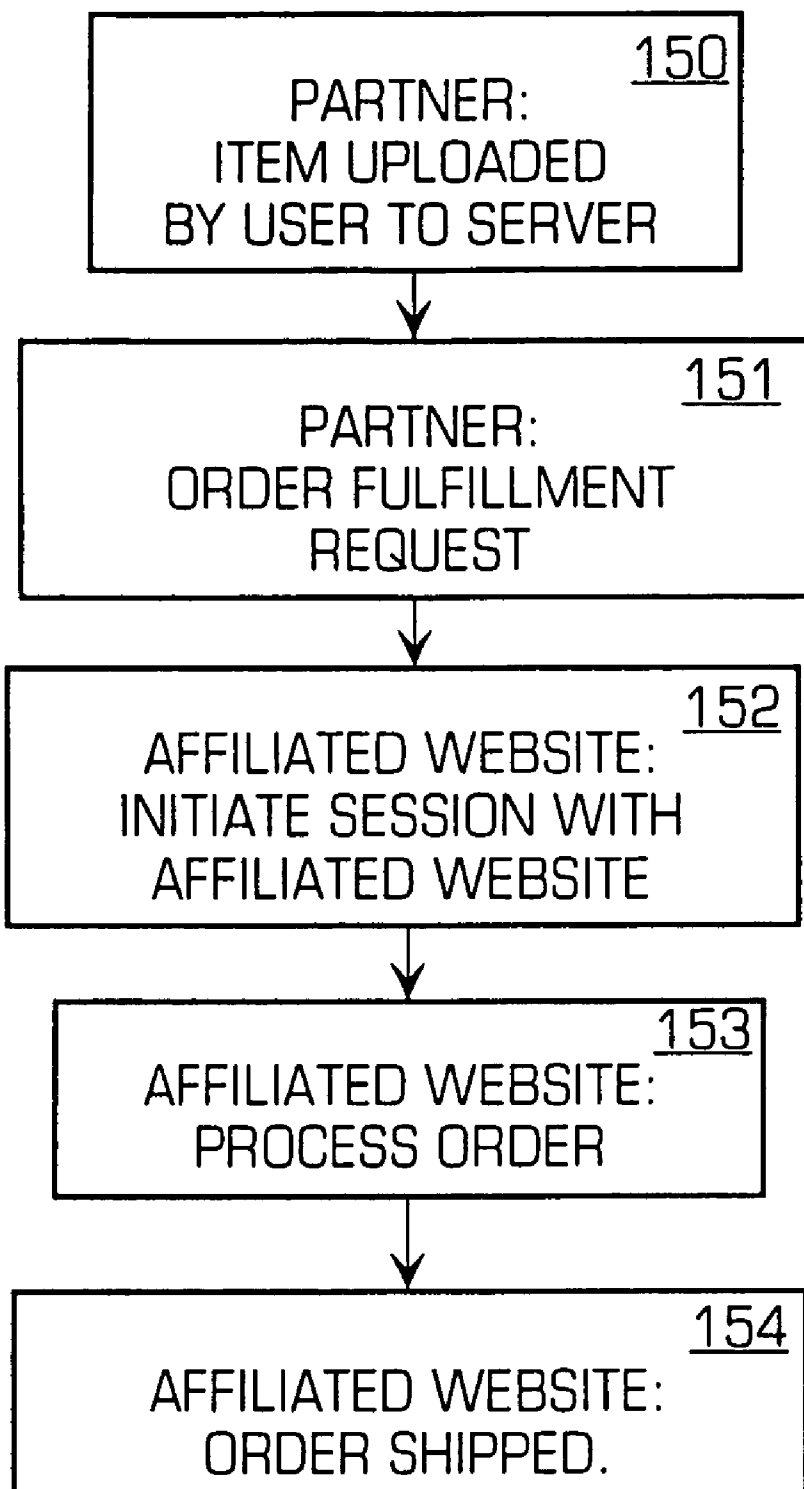 150
PARTNER:
ITEM UPLOADED
BY USER TO SERVER
151
PARTNER:
ORDER FULFILLMENT
REQUEST
152
AFFILIATED WEBSITE:
INITIATE SESSION WITH
AFFILIATED WEBSITE
153
AFFILIATED WEBSITE:
PROCESS ORDER
154
AFFILIATED WEBSITE:
ORDER SHIPPED.